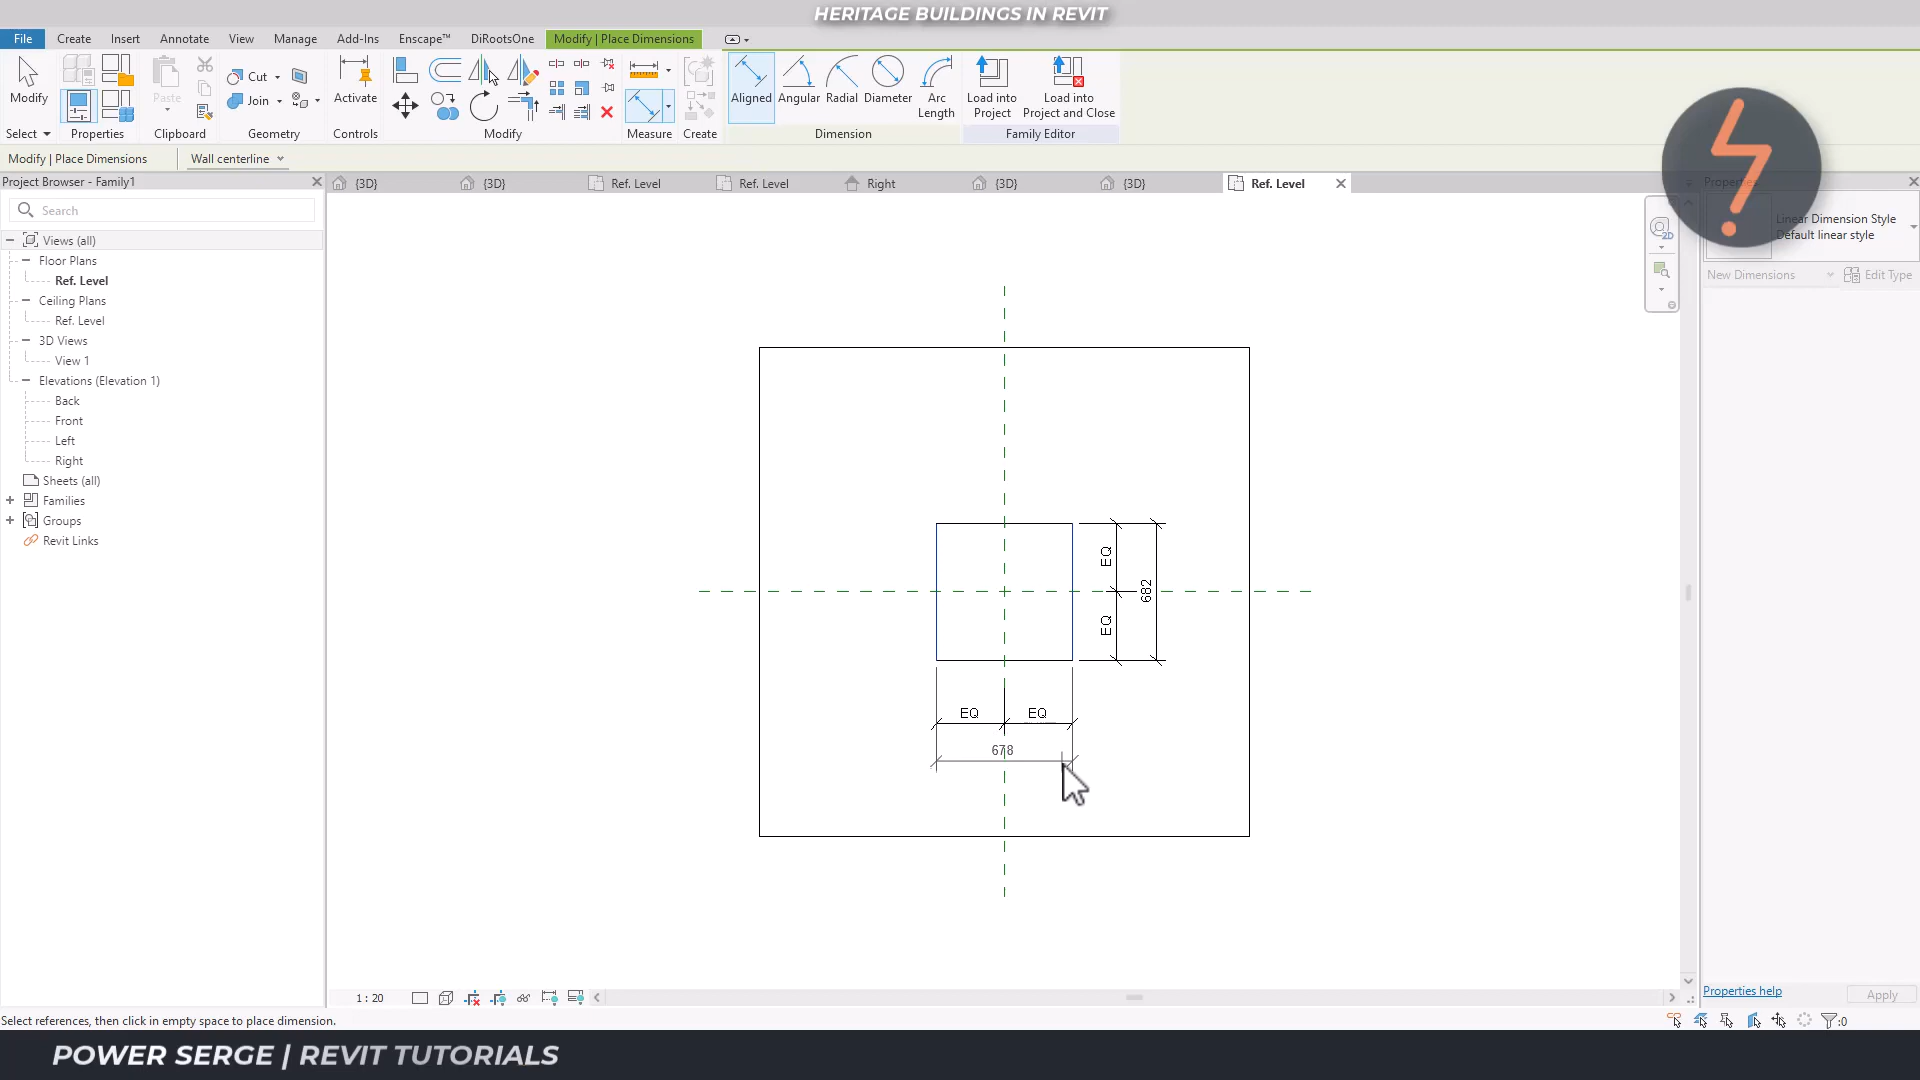 HERITAGE BUILDINGS IN REVIT
File Create Insert Annotate View Manage Add-Ins Enscape™ DiRootsOne Modify | Place Dimensions
Modify
Select
Properties
Paste
Clipboard
Cut
Join
Geometry
Activate
Controls
Modify
Measure
Create
Aligned Angular Radial Diameter Arc
Length
Dimension
Load into
Project
Load into
Project and Close
Family Editor
Modify | Place Dimensions Wall centerline
Project Browser - Family1
{3D} {3D} Ref. Level Ref. Level Right {3D} {3D} Ref. Level
Search
Views (all)
Floor Plans
Ref. Level
Ceiling Plans
Ref. Level
3D Views
View 1
Elevations (Elevation 1)
Back
Front
Left
Right
Sheets (all)
Families
Groups
Revit Links
EQ
EQ
682
EQ EQ
678
2D
Linear Dimension Style
Default linear style
New Dimensions Edit Type
Properties help Apply
1 : 20
Select references, then click in empty space to place dimension.
:0
POWER SERGE | REVIT TUTORIALS